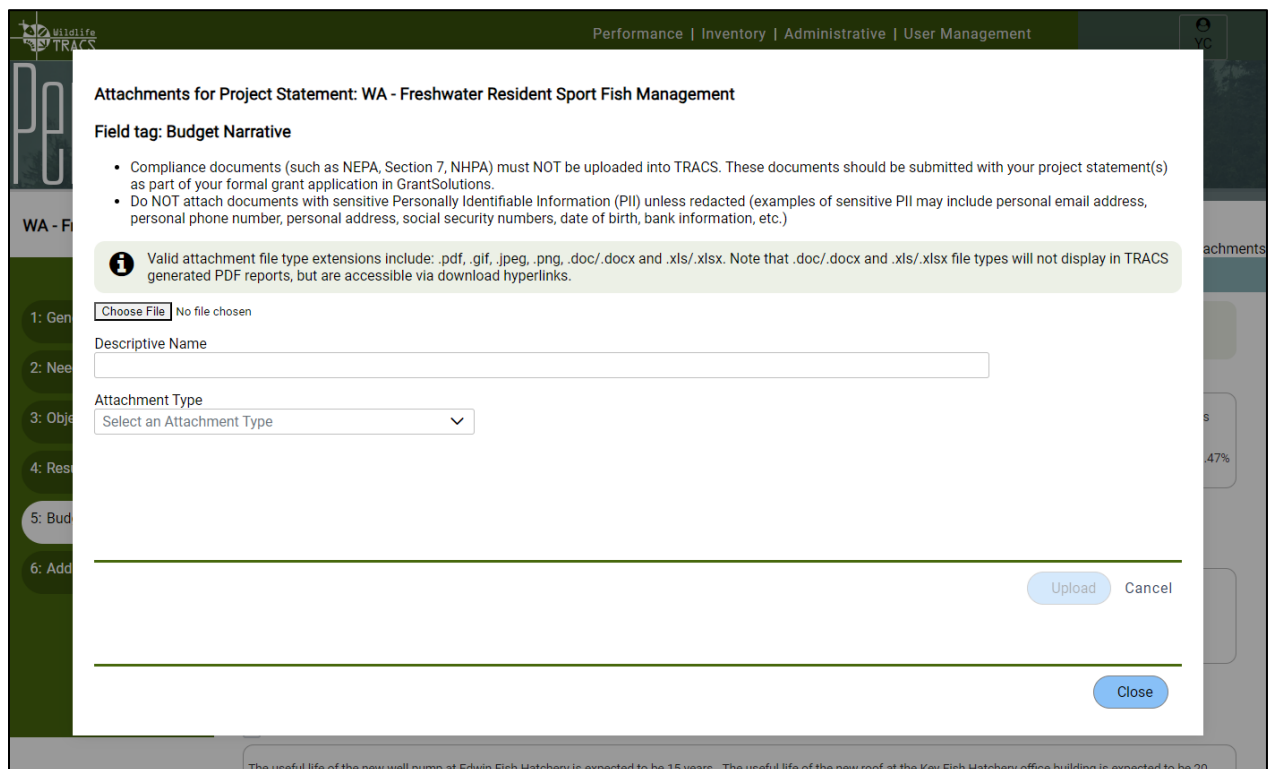 Wildlife
TRACS
Performance | Inventory | Administrative | User Management
YC
Attachments for Project Statement: WA - Freshwater Resident Sport Fish Management
Field tag: Budget Narrative
• Compliance documents (such as NEPA, Section 7, NHPA) must NOT be uploaded into TRACS. These documents should be submitted with your project statement(s)
as part of your formal grant application in GrantSolutions.
• Do NOT attach documents with sensitive Personally Identifiable Information (PII) unless redacted (examples of sensitive PII may include personal email address,
personal phone number, personal address, social security numbers, date of birth, bank information, etc.)
WA - F
achments
Valid attachment file type extensions include: .pdf, .gif, .jpeg, .png, .doc/.docx and .xls/.xlsx. Note that .doc/.docx and .xls/.xlsx file types will not display in TRACS
generated PDF reports, but are accessible via download hyperlinks.
Choose File No file chosen
1: Gen
Descriptive Name
2: Nee
Attachment Type
Select an Attachment Type
3: Obje
s
4: Resu
.47%
5: Bud
6: Add
Upload Cancel
Close
The useful life of the new well pump at Edwin Fish Hatchery is expected to be 15 years. The useful life of the new roof at the Key Fish Hatchery office building is expected to be 20